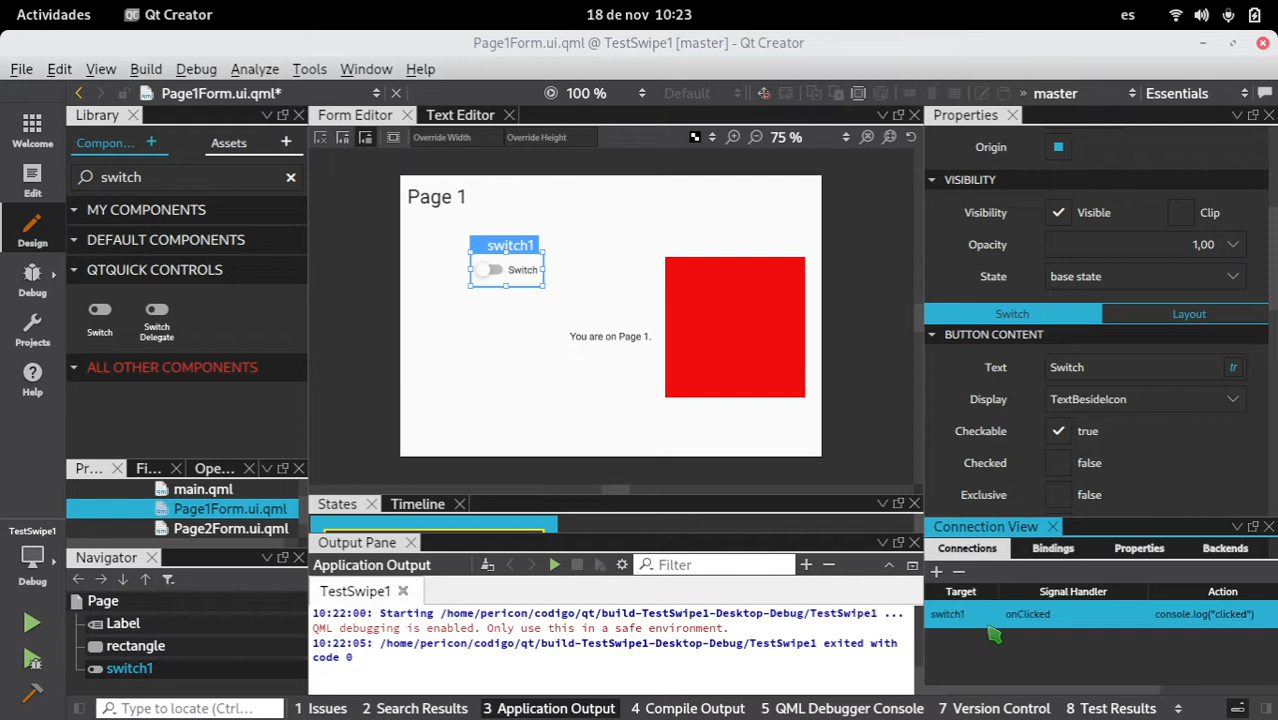 Actividades
Qt Creator
18 de nov 10:23
es
Page1Form.ui.qml @ TestSwipe1 [master] - Qt Creator
File Edit View Build Debug Analyze Tools Window Help
Page1Form.ui.qml*
100 %
Default
master
Essentials
Welcome
Edit
Design
Debug
Projects
Help
TestSwipe1
Debug
Library
Compon...
Assets
switch
MY COMPONENTS
DEFAULT COMPONENTS
QTQUICK CONTROLS
Switch
Switch
Delegate
ALL OTHER COMPONENTS
Pr...
Fi...
Ope...
main.qml
Page1Form.ui.qml
Page2Form.ui.qml
Navigator
Page
Label
rectangle
switch1
Form Editor
Text Editor
Override Width
Override Height
75 %
Page 1
switch1
Switch
You are on Page 1.
States
Timeline
Output Pane
Application Output
Filter
TestSwipe1
10:22:00: Starting /home/pericon/codigo/qt/build-TestSwipe1-Desktop-Debug/TestSwipe1 ...
QML debugging is enabled. Only use this in a safe environment.
10:22:05: /home/pericon/codigo/qt/build-TestSwipe1-Desktop-Debug/TestSwipe1 exited with
code 0
Properties
Origin
VISIBILITY
Visibility
Visible
Clip
Opacity
1,00
State
base state
Switch
Layout
BUTTON CONTENT
Text
Switch
tr
Display
TextBesideIcon
Checkable
true
Checked
false
Exclusive
false
Connection View
Connections
Bindings
Properties
Backends
Target
Signal Handler
Action
switch1
onClicked
console.log("clicked")
Type to locate (Ctrl...
1 Issues
2 Search Results
3 Application Output
4 Compile Output
5 QML Debugger Console
7 Version Control
8 Test Results